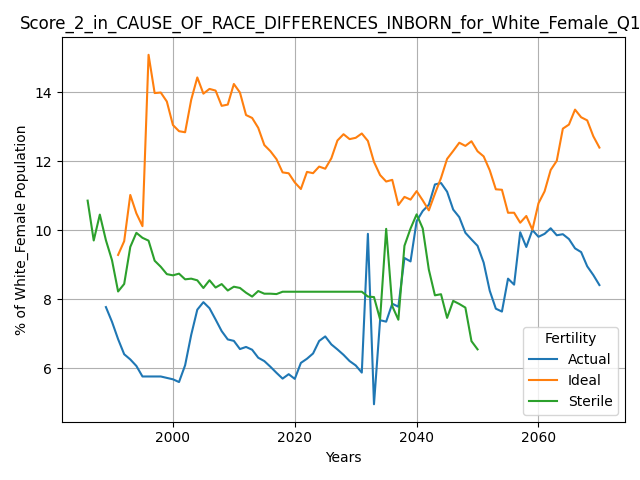 Score_2_in_CAUSE_OF_RACE_DIFFERENCES_INBORN_for_White_Female_Q1
% of White_Female Population
14
12
10
8
6
2000 2020 2040 2060
Years
Fertility
Actual
Ideal
Sterile